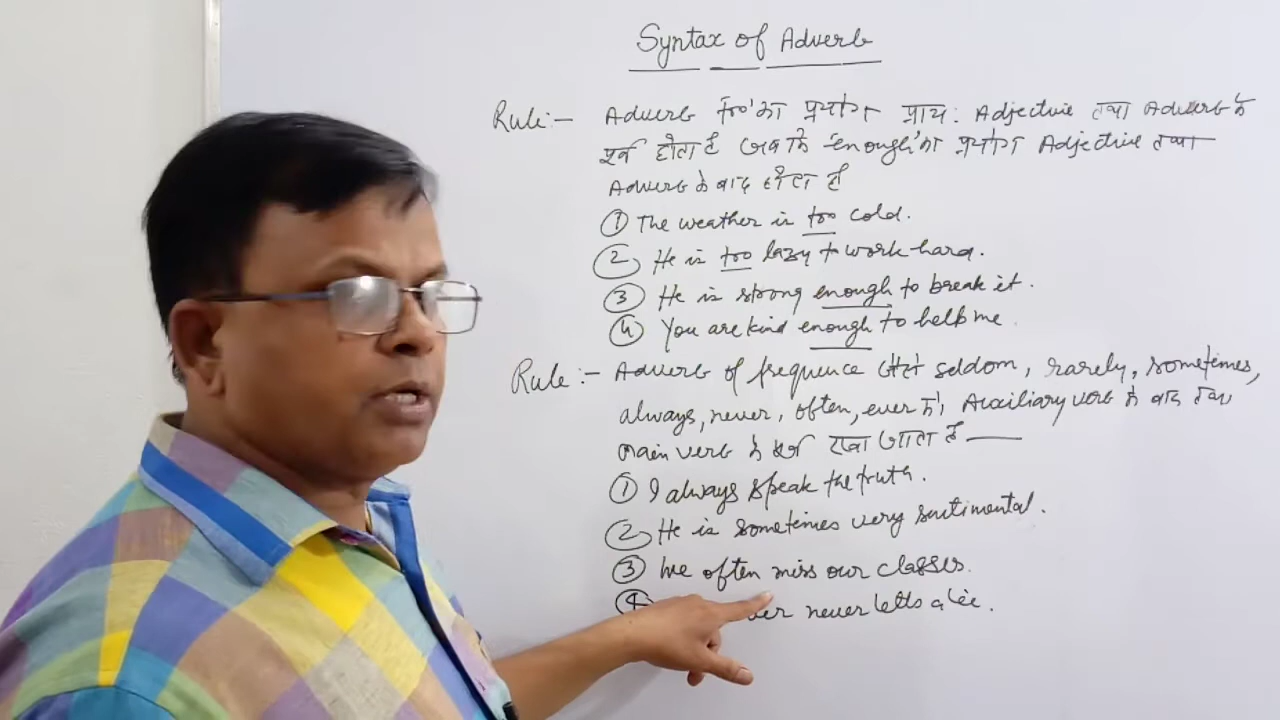 Syntax of Adverb
Rule:- Adverb 'too' का प्रयोग प्राय: Adjective तथा Adverb के
पूर्व होता है जबकि 'enough' का प्रयोग Adjective तथा
Adverb के बाद होता है
① The weather is too cold.
② He is too lazy to work hard.
③ He is strong enough to break it.
④ You are kind enough to help me.
Rule:- Adverb of frequence जैसे seldom, rarely, sometimes,
always, never, often, ever को Auxiliary verb के बाद तथा
main verb के पूर्व रखा जाता है —
① I always speak the truth.
② He is sometimes very sentimental.
③ We often miss our classes.
④ never tells a lie.